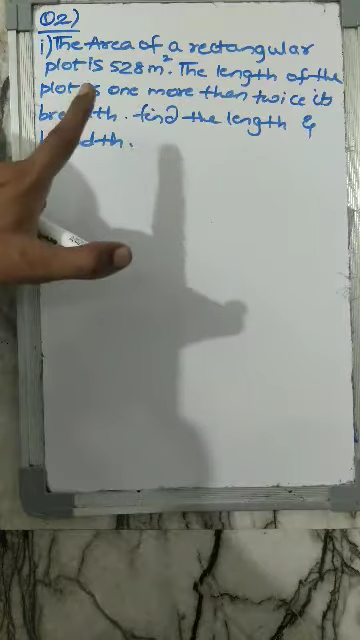 Q2)
i) The Area of a rectangular
plot is 528 m². The length of the
plot is one more then twice its
breadth. find the length &